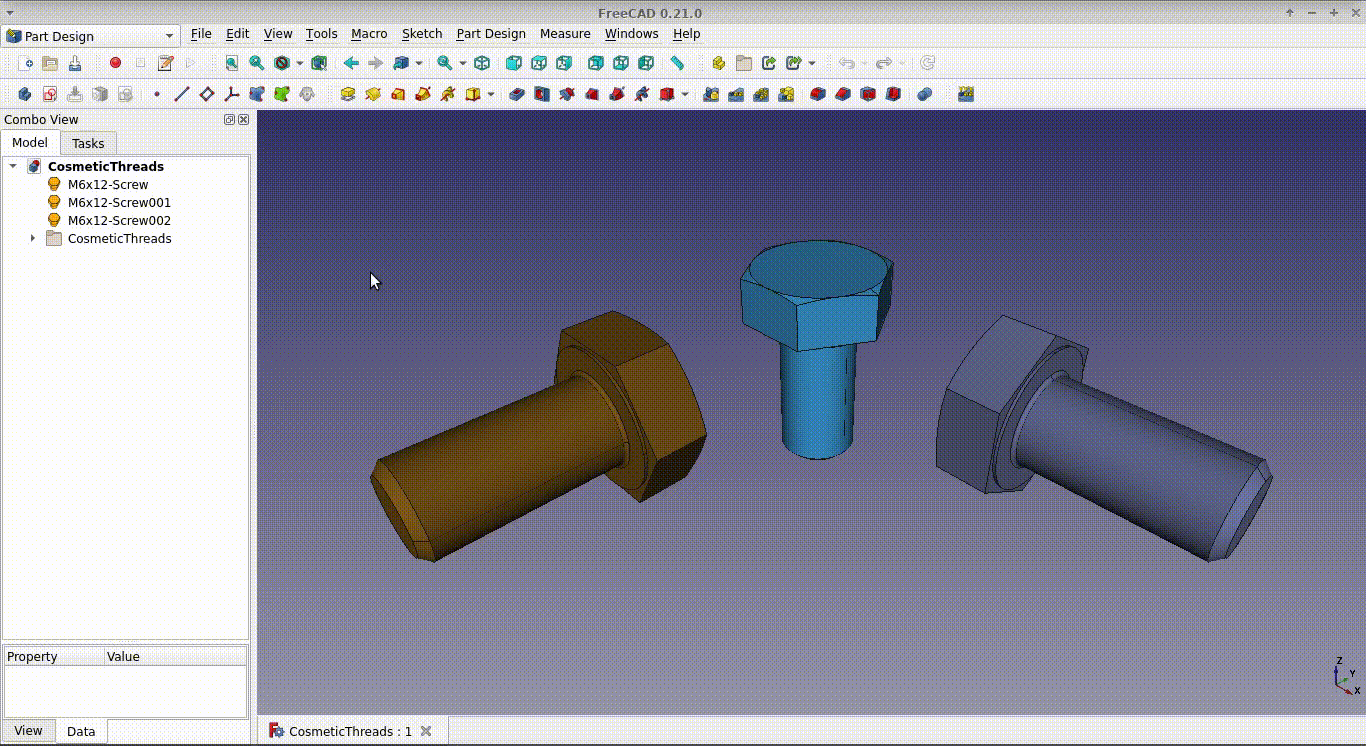 FreeCAD 0.21.0
Part Design File Edit View Tools Macro Sketch Part Design Measure Windows Help
Combo View
Model Tasks
CosmeticThreads
M6x12-Screw
M6x12-Screw001
M6x12-Screw002
CosmeticThreads
Property Value
View Data
CosmeticThreads : 1
Z
Y
X